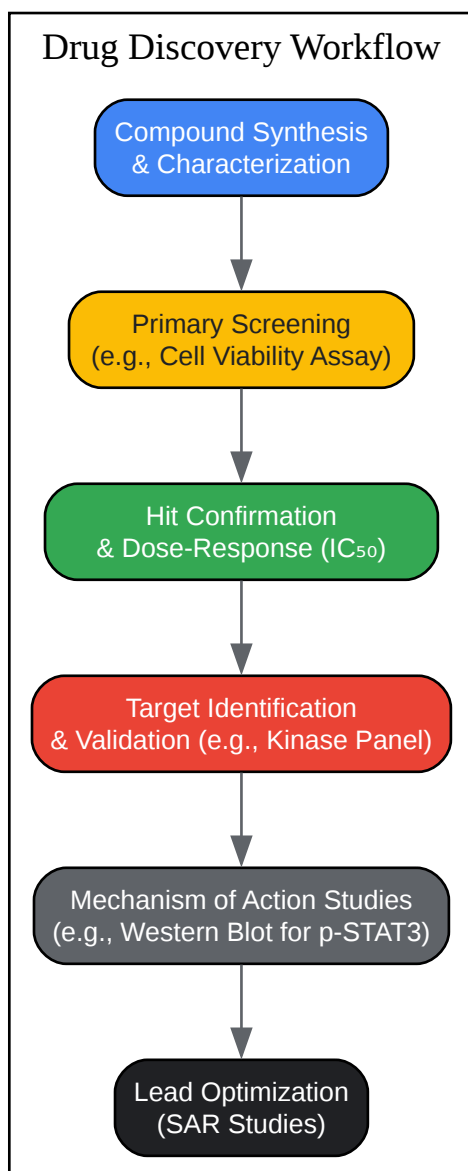 Drug Discovery Workflow
Compound Synthesis
& Characterization
Primary Screening
(e.g., Cell Viability Assay)
Hit Confirmation
& Dose-Response (IC₅₀)
Target Identification
& Validation (e.g., Kinase Panel)
Mechanism of Action Studies
(e.g., Western Blot for p-STAT3)
Lead Optimization
(SAR Studies)